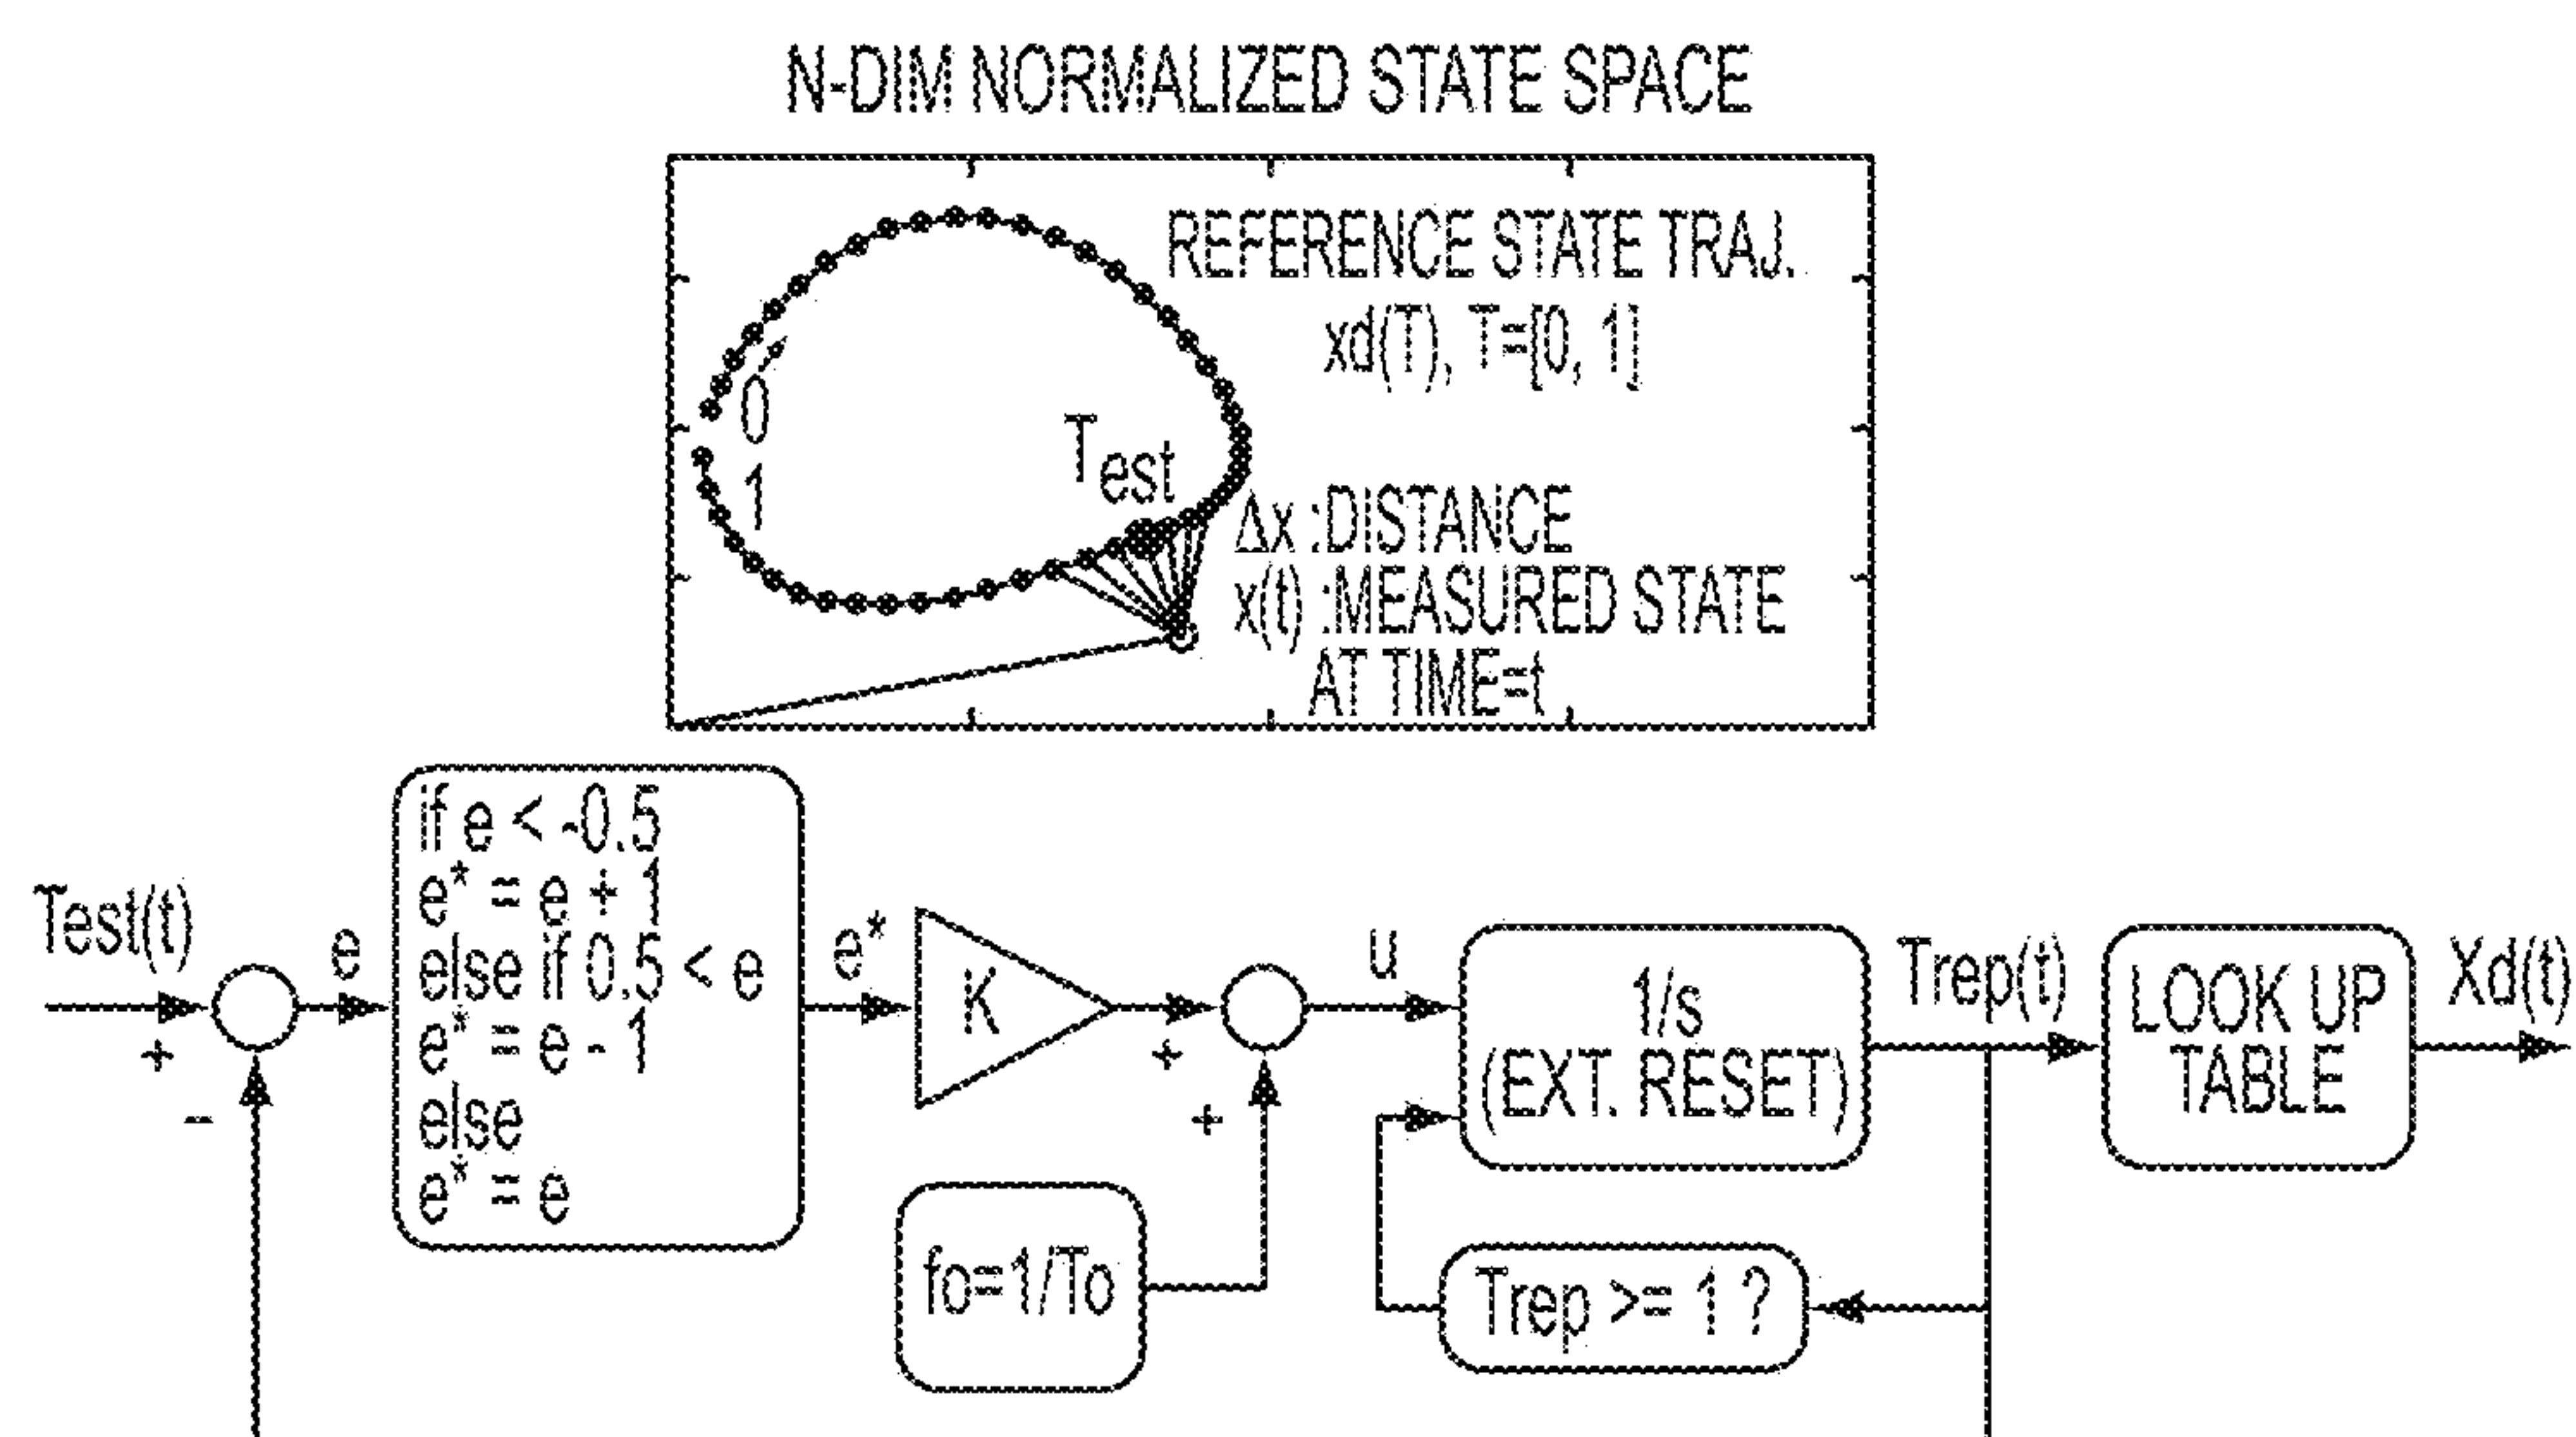 N-DIM NORMALIZED STATE SPACE
REFERENCE STATE TRAJ.
xd(T), T=[0, 1]
0
1
Test
Δx :DISTANCE
x(t) :MEASURED STATE
AT TIME=t
Test(t)
+
-
e
if e < -0.5
e* = e + 1
else if 0.5 < e
e* = e - 1
else
e* = e
e*
K
+
+
fo=1/To
u
1/s
(EXT. RESET)
Trep >= 1 ?
Trep(t)
LOOK UP
TABLE
Xd(t)